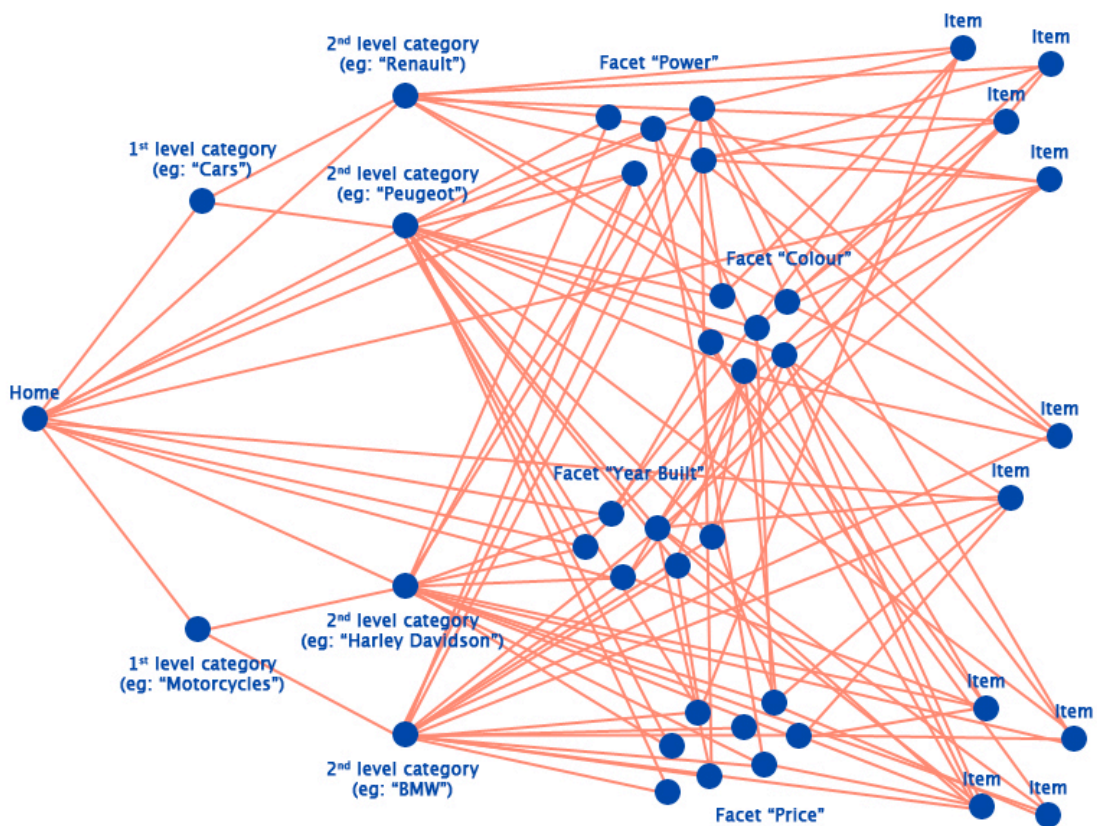 Item
2nd level category
(eg: “Renault”)
Item
Facet “Power”
Item
1st level category
(eg: “Cars”)
Item
2nd level category
(eg: “Peugeot”)
Facet “Colour”
Home
Item
Facet “Year Built”
Item
2nd level category
(eg: “Harley Davidson”)
1st level category
(eg: “Motorcycles”)
Item
Item
2nd level category
(eg: “BMW”)
Item
Item
Facet “Price”